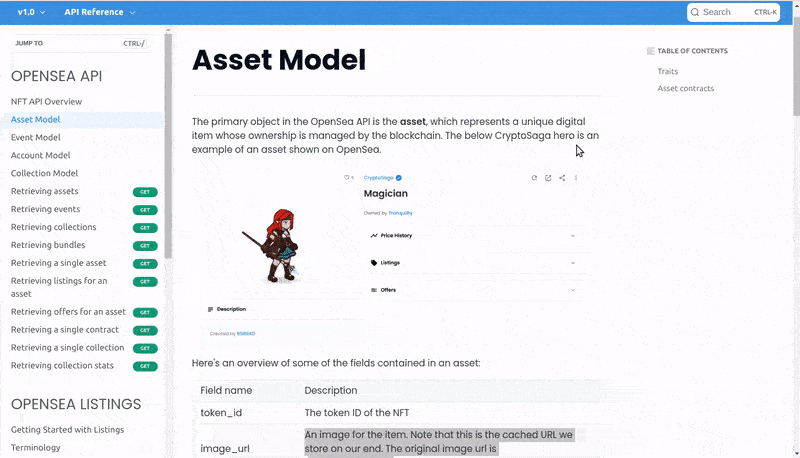 v1.0
API Reference
Search
CTRL-K
JUMP TO
CTRL-/
OPENSEA API
NFT API Overview
Asset Model
Event Model
Account Model
Collection Model
Retrieving assets GET
Retrieving events GET
Retrieving collections GET
Retrieving bundles GET
Retrieving a single asset GET
Retrieving listings for an
asset GET
Retrieving offers for an asset GET
Retrieving a single contract GET
Retrieving a single collection GET
Retrieving collection stats GET
OPENSEA LISTINGS
Getting Started with Listings
Terminology
Asset Model
The primary object in the OpenSea API is the asset, which represents a unique digital
item whose ownership is managed by the blockchain. The below CryptoSaga hero is an
example of an asset shown on OpenSea.
CryptoSaga
Magician
Owned by Tranquility
Price History
Listings
Offers
Description
Here's an overview of some of the fields contained in an asset:
Field name Description
token_id The token ID of the NFT
image_url An image for the item. Note that this is the cached URL we
store on our end. The original image url is
TABLE OF CONTENTS
Traits
Asset contracts